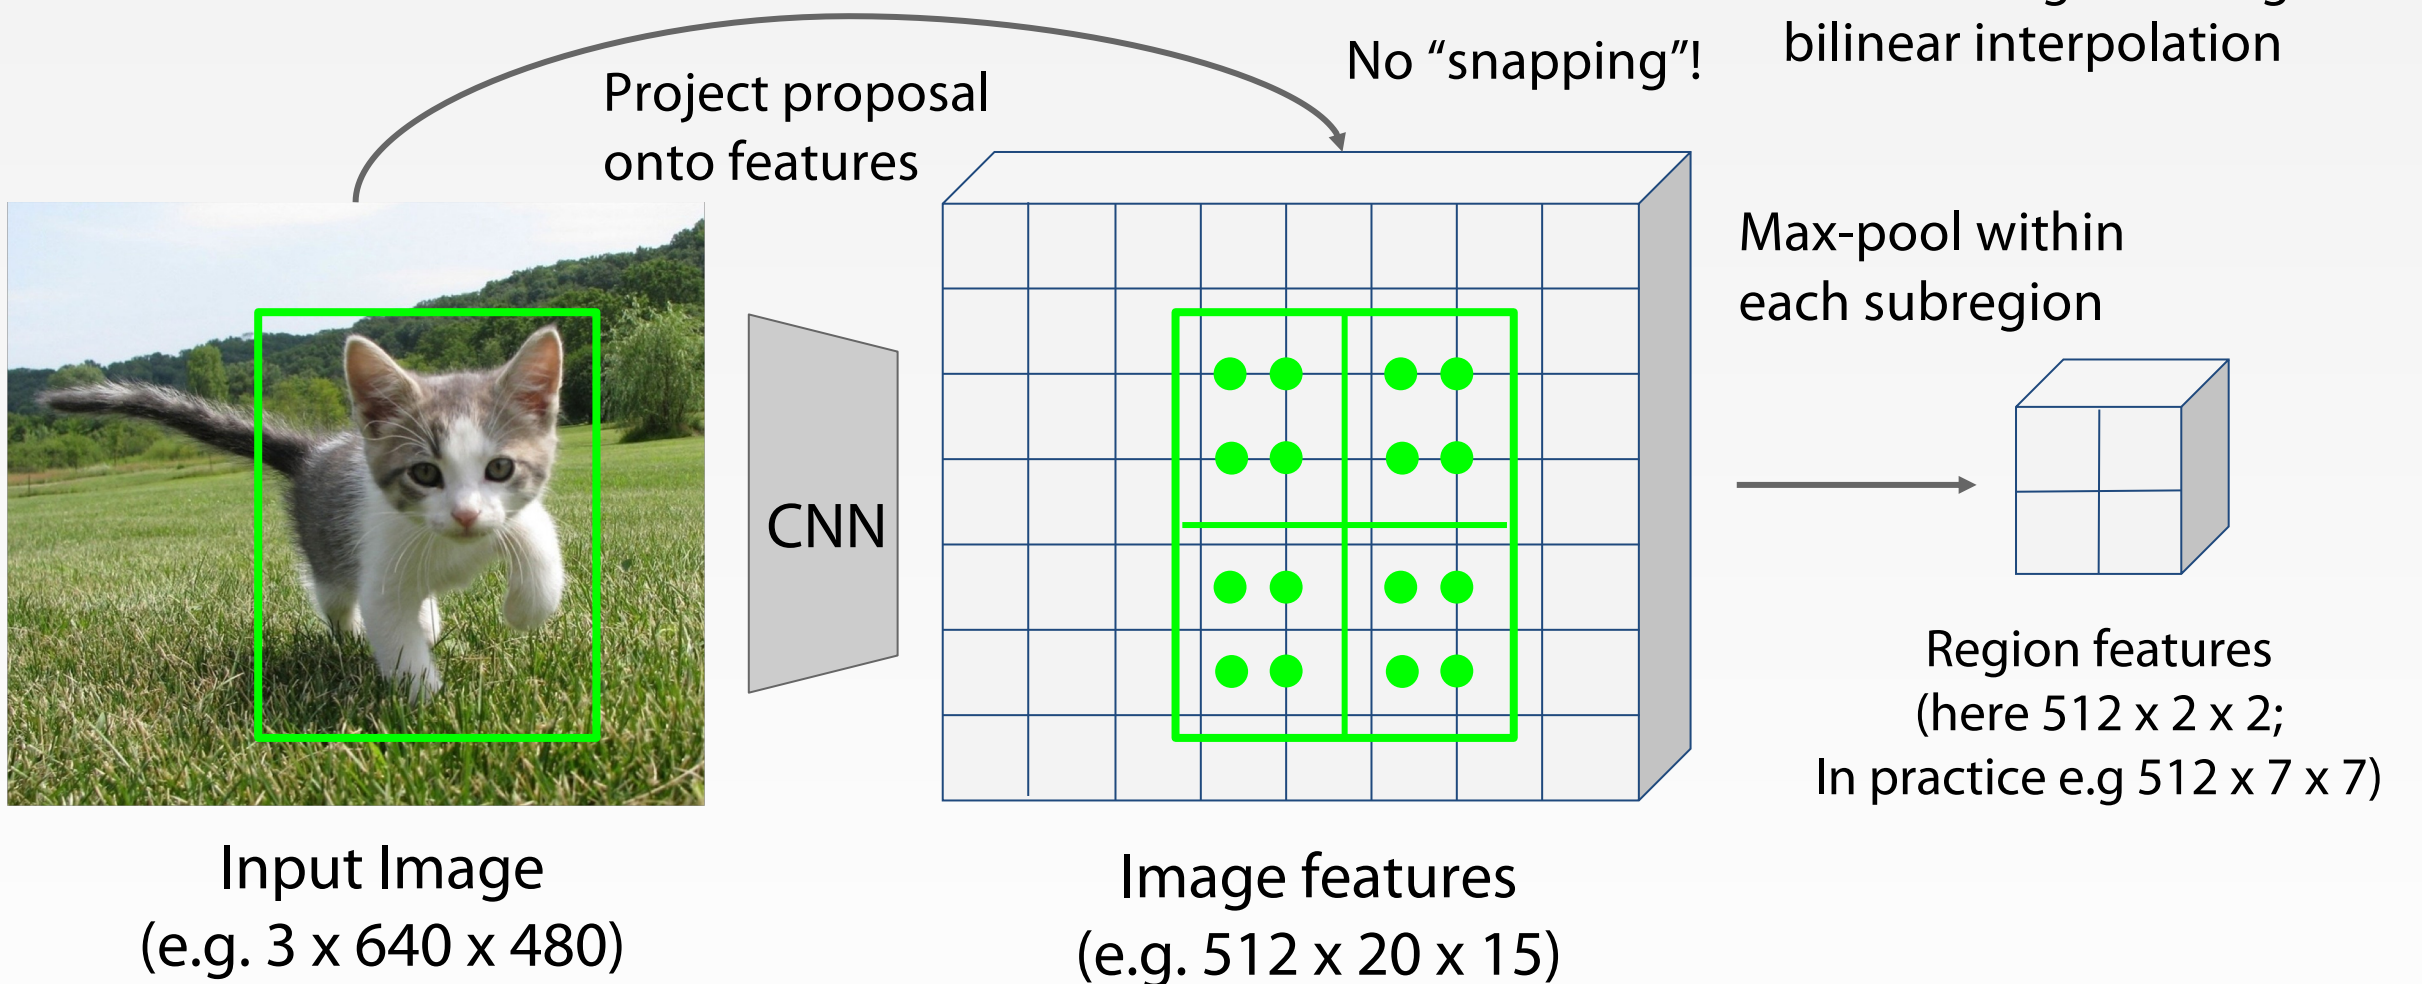 No “snapping”!
bilinear interpolation
Project proposal
onto features
Max-pool within
each subregion
CNN
Region features
(here 512 x 2 x 2;
In practice e.g 512 x 7 x 7)
Input Image
(e.g. 3 x 640 x 480)
Image features
(e.g. 512 x 20 x 15)